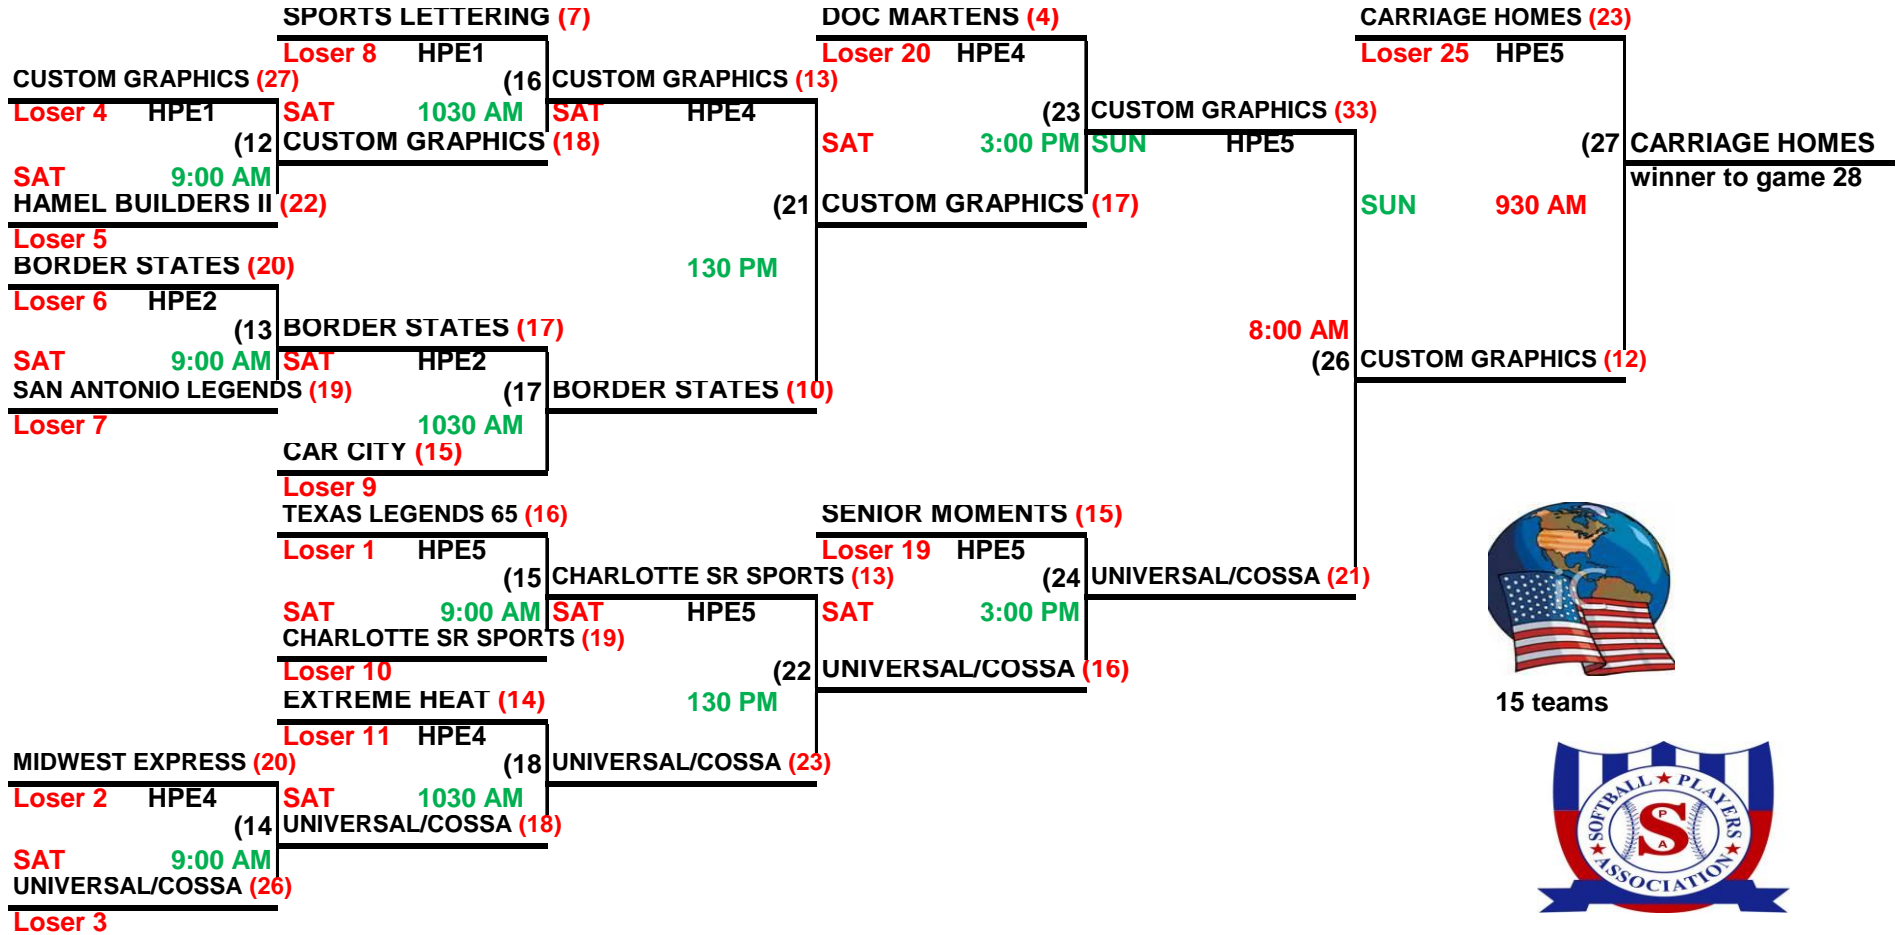 SPORTS LETTERING (7) DOC MARTENS (4) CARRIAGE HOMES (23)
Loser 8 HPE1 Loser 20 HPE4 Loser 25 HPE5
CUSTOM GRAPHICS (27) (16 CUSTOM GRAPHICS (13)
Loser 4 HPE1 SAT 1030 AM SAT HPE4 (23 CUSTOM GRAPHICS (33)
(12 CUSTOM GRAPHICS (18) SAT 3:00 PM SUN HPE5 (27 CARRIAGE HOMES
SAT 9:00 AM winner to game 28
HAMEL BUILDERS II (22) (21 CUSTOM GRAPHICS (17) SUN 930 AM
Loser 5
BORDER STATES (20) 130 PM
Loser 6 HPE2
(13 BORDER STATES (17) 8:00 AM
SAT 9:00 AM SAT HPE2 (26 CUSTOM GRAPHICS (12)
SAN ANTONIO LEGENDS (19) (17 BORDER STATES (10)
Loser 7 1030 AM
CAR CITY (15)
Loser 9
TEXAS LEGENDS 65 (16) SENIOR MOMENTS (15)
Loser 1 HPE5 Loser 19 HPE5
(15 CHARLOTTE SR SPORTS (13) (24 UNIVERSAL/COSSA (21)
SAT 9:00 AM SAT HPE5 SAT 3:00 PM
CHARLOTTE SR SPORTS (19)
Loser 10 (22 UNIVERSAL/COSSA (16)
EXTREME HEAT (14) 130 PM 15 teams
Loser 11 HPE4
MIDWEST EXPRESS (20) (18 UNIVERSAL/COSSA (23)
Loser 2 HPE4 SAT 1030 AM
(14 UNIVERSAL/COSSA (18)
SAT 9:00 AM
UNIVERSAL/COSSA (26)
Loser 3
SOFTBALL PLAYERS
P
S
A
ASSOCIATION